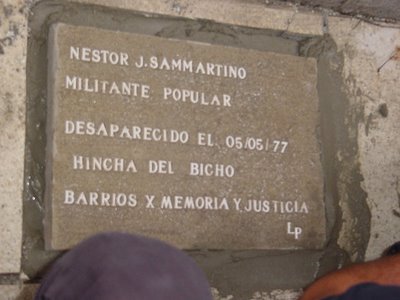 NESTOR J. SAMMARTINO
MILITANTE POPULAR
DESAPARECIDO EL 05/05/77
HINCHA DEL BICHO
BARRIOS X MEMORIA Y JUSTICIA
LP